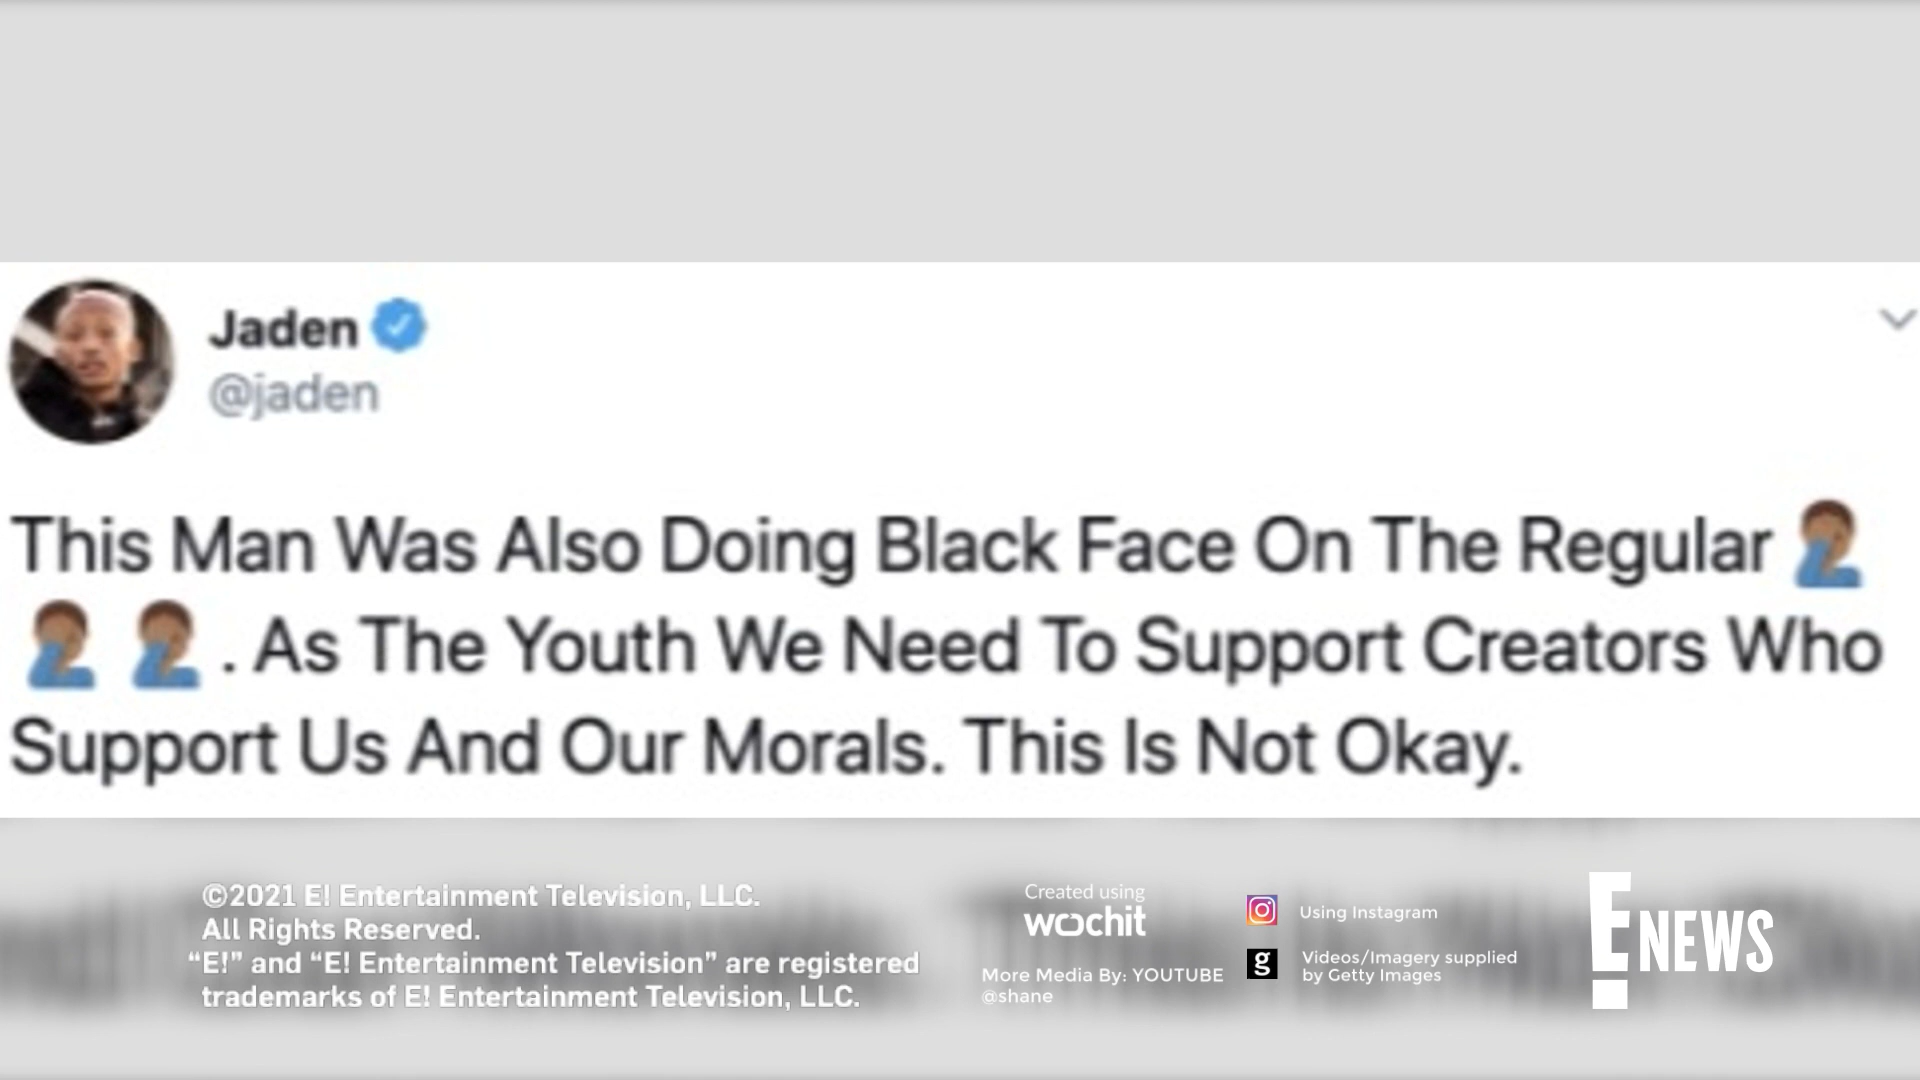 Jaden
@jaden
This Man Was Also Doing Black Face On The Regular 🤦🏾‍♂️
🤦🏾‍♂️ 🤦🏾‍♂️ . As The Youth We Need To Support Creators Who
Support Us And Our Morals. This Is Not Okay.
©2021 E! Entertainment Television, LLC.
All Rights Reserved.
“E!” and “E! Entertainment Television” are registered
trademarks of E! Entertainment Television, LLC.
Created using
wochit
More Media By: YOUTUBE
@shane
Using Instagram
g
Videos/Imagery supplied
by Getty Images
E! NEWS